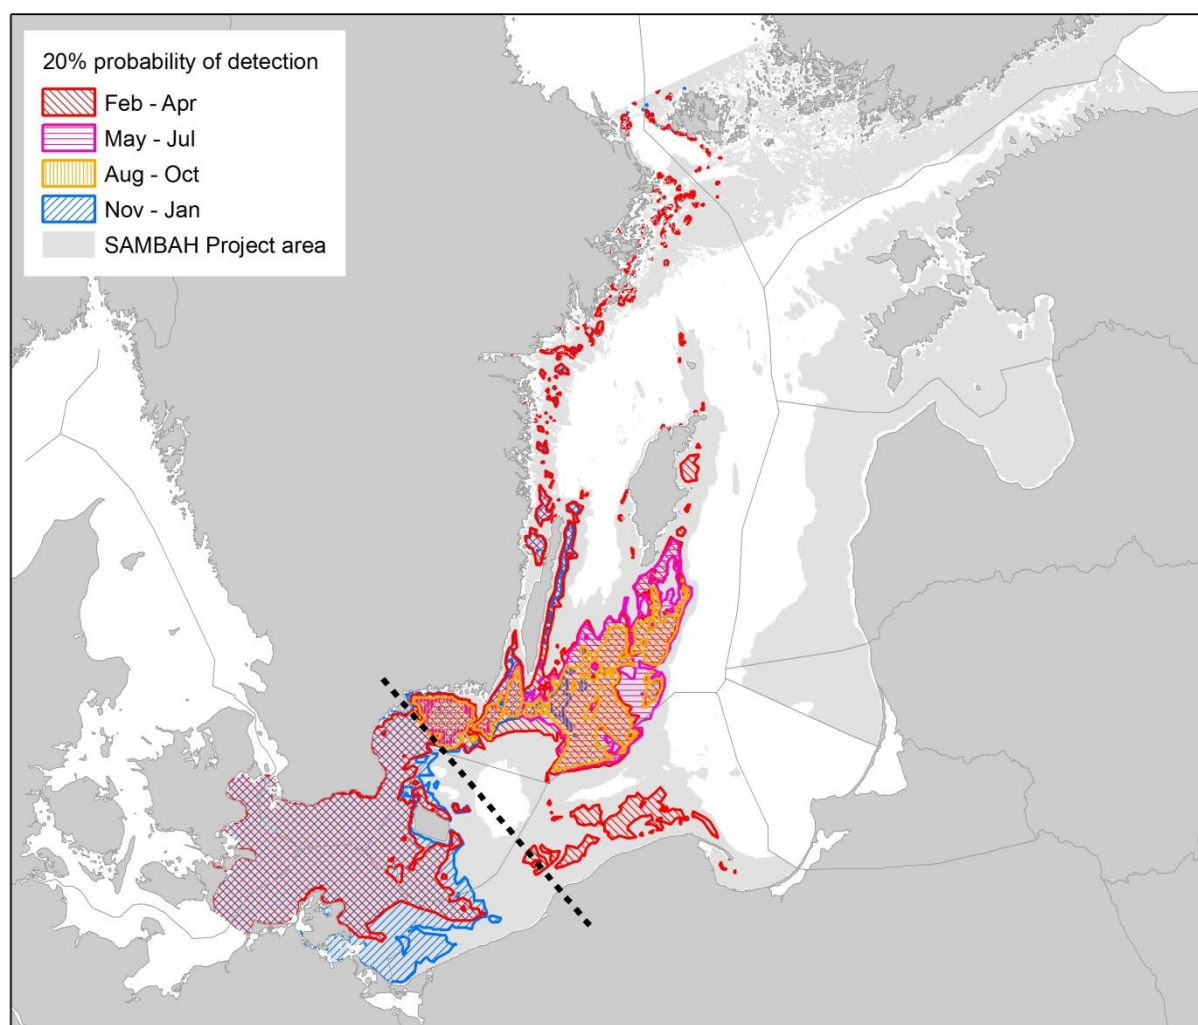 20% probability of detection
Feb - Apr
May - Jul
Aug - Oct
Nov - Jan
SAMBAH Project area